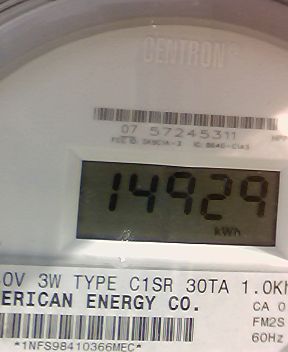 CENTRON®
07 57245311
14929
kWh
0V 3W TYPE C1SR 30TA 1.0Kh
ERICAN ENERGY CO.
CA 0
FM2S
60Hz
*1NFS98410366MEC*